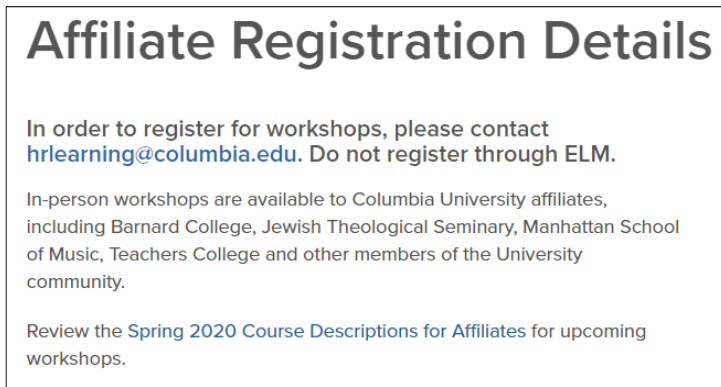 Affiliate Registration Details
In order to register for workshops, please contact
hrlearning@columbia.edu. Do not register through ELM.
In-person workshops are available to Columbia University affiliates,
including Barnard College, Jewish Theological Seminary, Manhattan School
of Music, Teachers College and other members of the University
community.
Review the Spring 2020 Course Descriptions for Affiliates for upcoming
workshops.